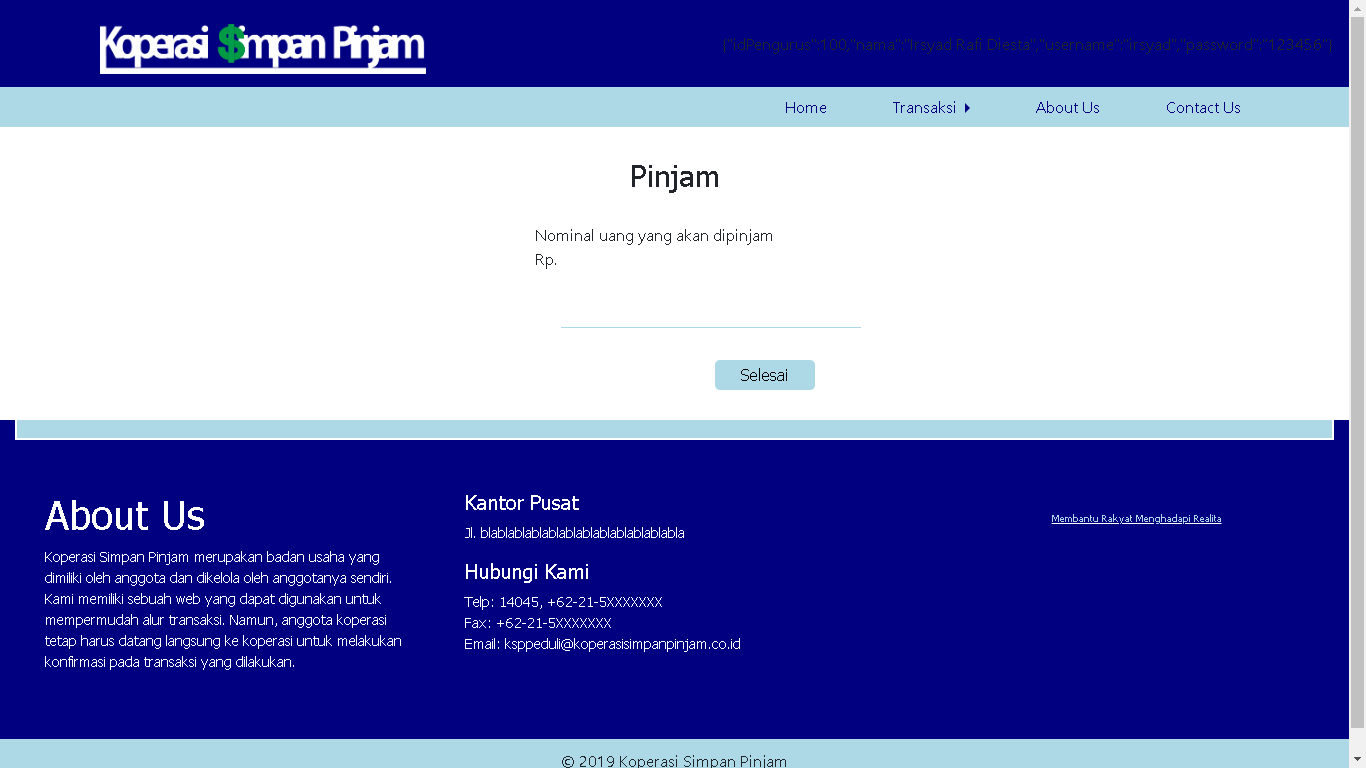 Koperasi $impan Pinjam
{"idPengurus":100,"nama":"Irsyad Rafi Diesta","username":"irsyad","password":"123456"}
Home Transaksi About Us Contact Us
Pinjam
Nominal uang yang akan dipinjam
Rp.
Selesai
About Us
Koperasi Simpan Pinjam merupakan badan usaha yang
dimiliki oleh anggota dan dikelola oleh anggotanya sendiri.
Kami memiliki sebuah web yang dapat digunakan untuk
mempermudah alur transaksi. Namun, anggota koperasi
tetap harus datang langsung ke koperasi untuk melakukan
konfirmasi pada transaksi yang dilakukan.
Kantor Pusat
Jl. blablablablablablablablablablablablabla
Hubungi Kami
Telp: 14045, +62-21-5XXXXXXX
Fax: +62-21-5XXXXXXX
Email: ksppeduli@koperasisimpanpinjam.co.id
Membantu Rakyat Menghadapi Realita
© 2019 Koperasi Simpan Pinjam